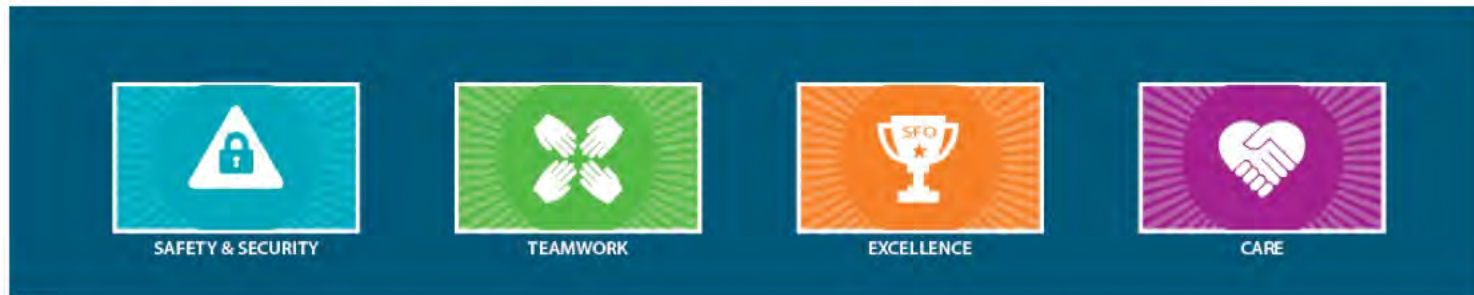 SFO
SAFETY & SECURITY
TEAMWORK
EXCELLENCE
CARE